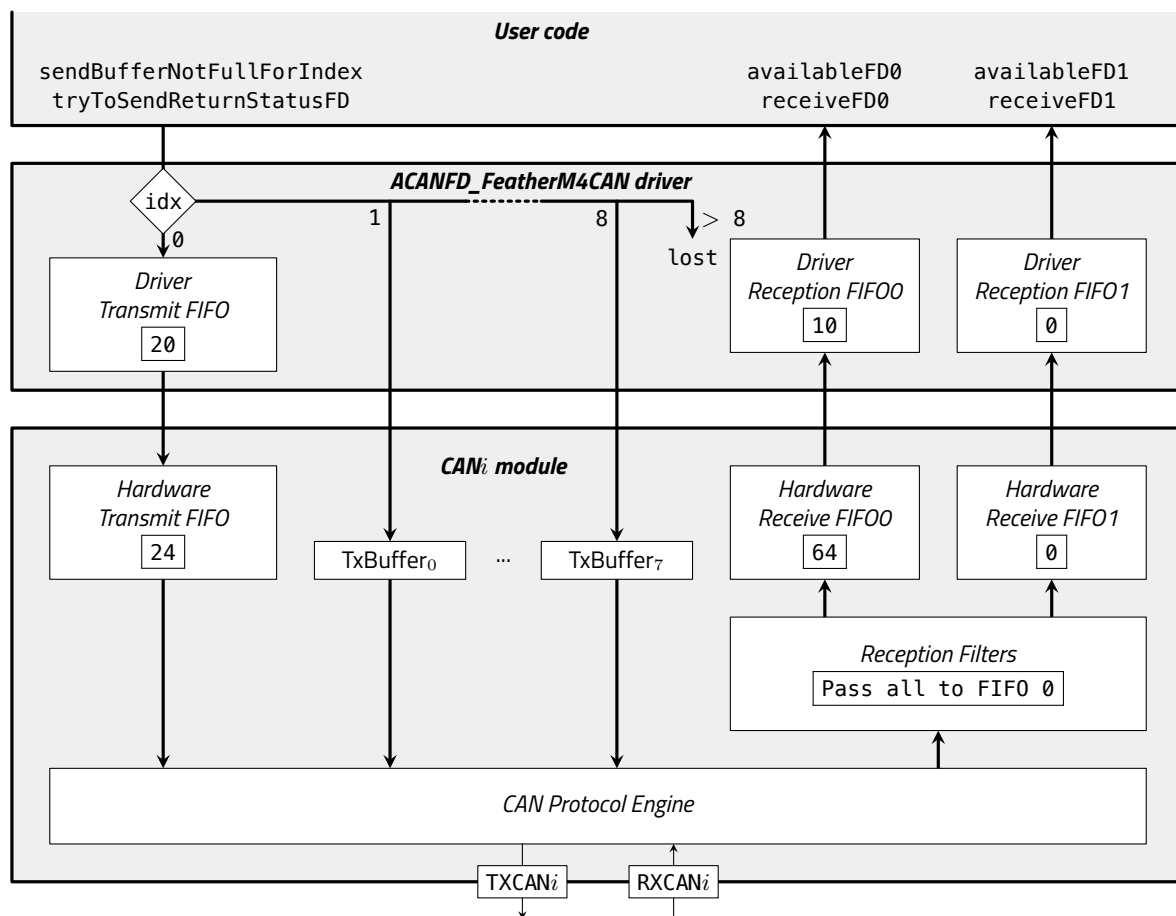 User code
sendBufferNotFullForIndex
tryToSendReturnStatusFD
availableFD0
receiveFD0
availableFD1
receiveFD1
ACANFD_FeatherM4CAN driver
idx
0
1
8
> 8
lost
Driver
Transmit FIFO
20
Driver
Reception FIFO0
10
Driver
Reception FIFO1
0
CANi module
Hardware
Transmit FIFO
24
TxBuffer₀
...
TxBuffer₇
Hardware
Receive FIFO0
64
Hardware
Receive FIFO1
0
Reception Filters
Pass all to FIFO 0
CAN Protocol Engine
TXCANi
RXCANi